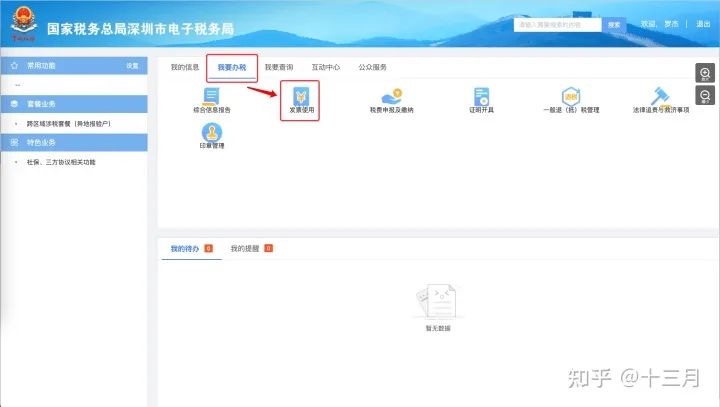 国家税务总局深圳市电子税务局
请输入需要搜索的内容 搜索 欢迎, 罗杰 | 退出
常用功能 设置
--
套餐业务
跨区域涉税套餐（异地报验户）
特色业务
社保、三方协议相关功能
我的信息 我要办税 我要查询 互动中心 公众服务
综合信息报告 发票使用 税费申报及缴纳 证明开具 一般退（抵）税管理 法律追责与救济事项
印章管理
我的待办 0 我的提醒 0
暂无数据
知乎 @十三月